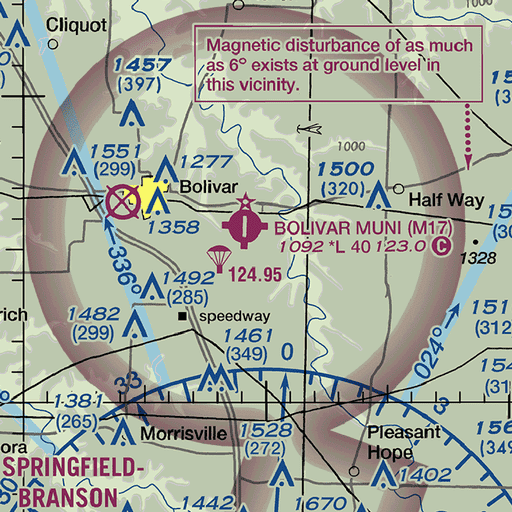 1000
Cliquot
Magnetic disturbance of as much
as 6° exists at ground level in
this vicinity.
1457
(397)
1000
1551
(299)
1277
1500
(320)
Bolivar
Half Way
1358
BOLIVAR MUNI (M17)
1092 *L 40 123.0 C
1328
336°
124.95
1492
(285)
1482
(299)
speedway
rich
151
(312
1461
(349)
0
024°
154
(31
33
3
1381
(265)
Morrisville
1528
(272)
Pleasant
Hope
156
(349
ora
SPRINGFIELD-
BRANSON
1402
1442
1670